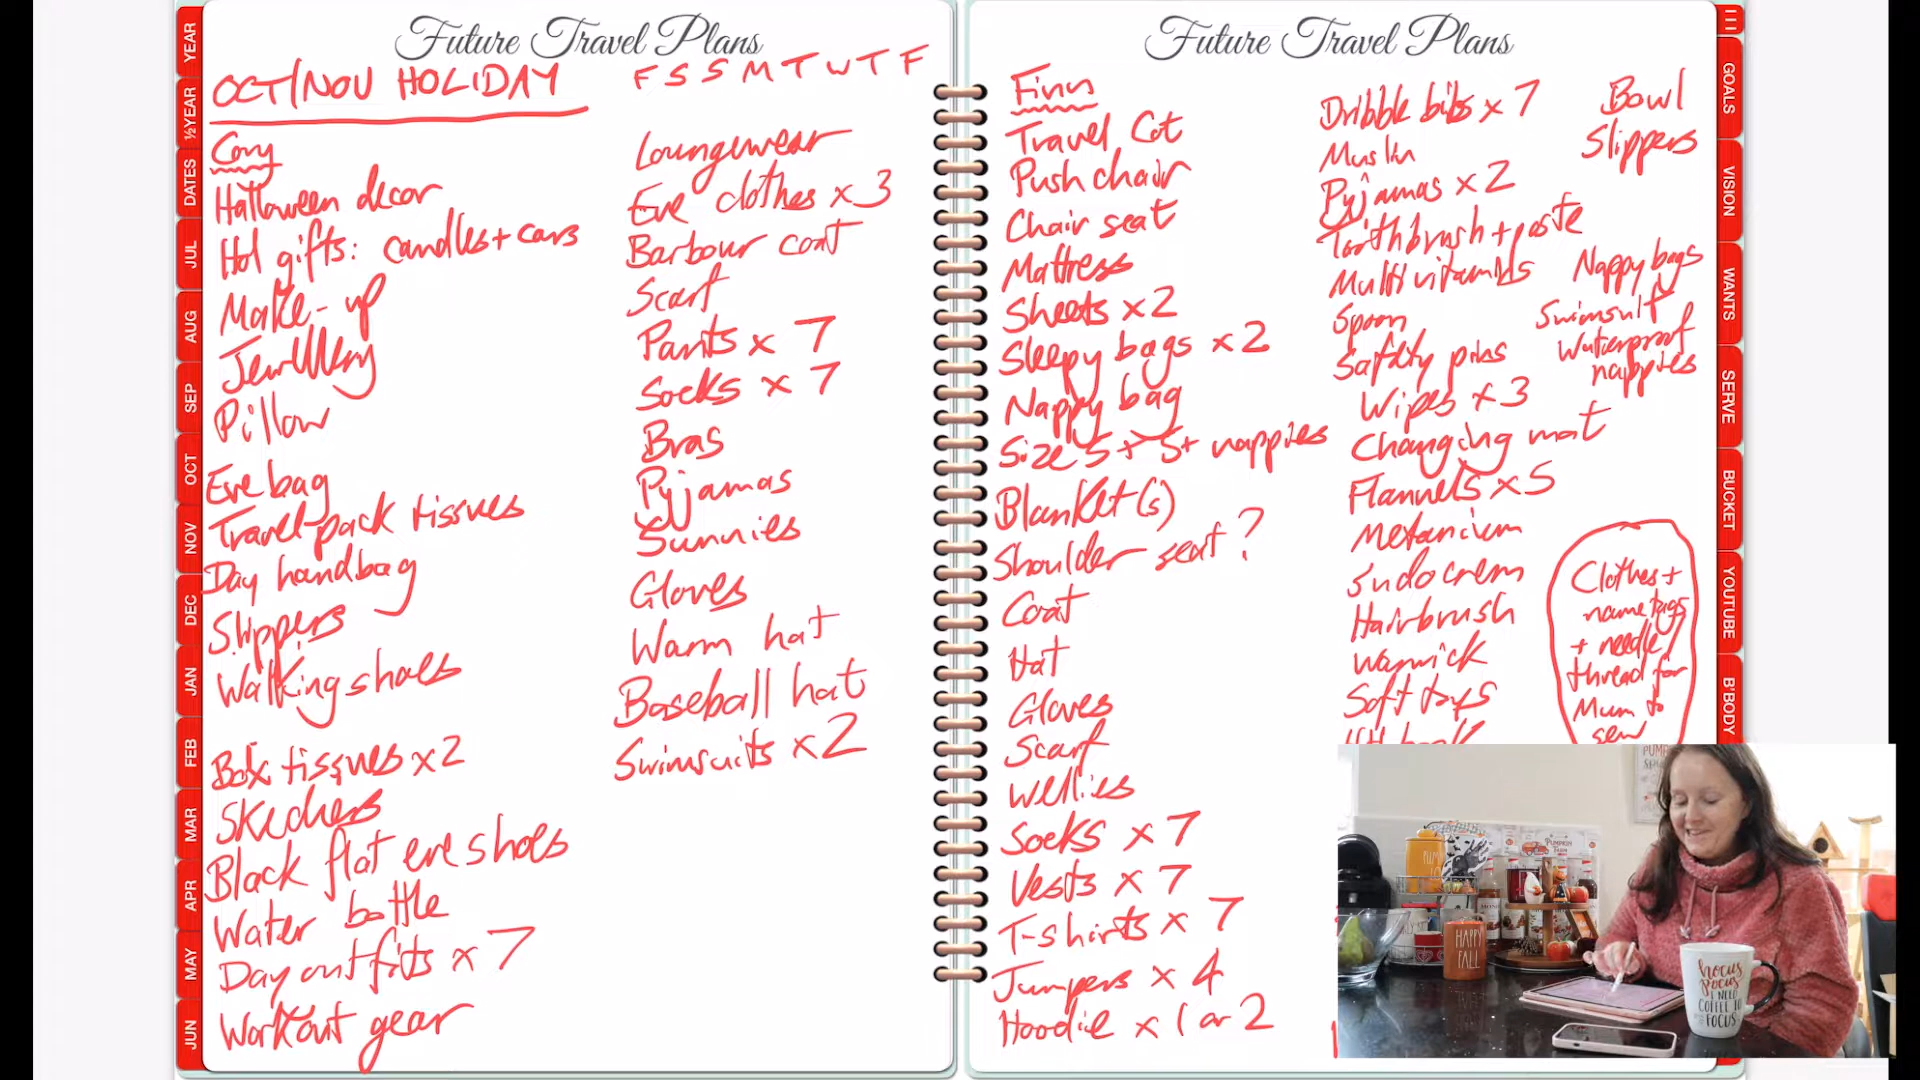 YEAR
½YEAR
DATES
JUL
AUG
SEP
OCT
NOV
DEC
JAN
FEB
MAR
APR
MAY
JUN
Future Travel Plans
OCT/NOV HOLIDAY
F S S M T W T F
Cory
Halloween decor
Hol gifts: candles + cars
Make-up
Jewellery
Pillow
Eve bag
Travel pack tissues
Day handbag
Slippers
Walking shoes
Box tissues x 2
Skechers
Black flat eve shoes
Water bottle
Day outfits x 7
Workout gear
Loungewear
Eve clothes x 3
Barbour coat
Scarf
Pants x 7
Socks x 7
Bras
Pyjamas
Sunnies
Gloves
Warm hat
Baseball hat
Swimsuits x 2
Future Travel Plans
Finn
Travel Cot
Pushchair
Chair seat
Mattress
Sheets x 2
Sleepy bags x 2
Nappy bag
Size 5 + 5+ nappies
Blanket(s)
Shoulder seat?
Coat
Hat
Gloves
Scarf
Wellies
Socks x 7
Vests x 7
T-shirts x 7
Jumpers x 4
Hoodie x 1 or 2
Dribble bibs x 7
Muslin
Pyjamas x 2
Toothbrush + paste
Multivitamins
Spoon
Safety pins
Wipes x 3
Changing mat
Flannels x 5
Metanium
Sudocrem
Hairbrush
Warwick
Soft toys
Bowl
Slippers
Nappy bags
Swimsuit
Waterproof
nappies
Clothes +
name tags
+ needle /
thread for
Mum to
sew
GOALS
VISION
WANTS
SERVE
BUCKET
YOUTUBE
B'BODY
HAPPY
FALL
hocus
pocus
I NEED
COFFEE TO
FOCUS